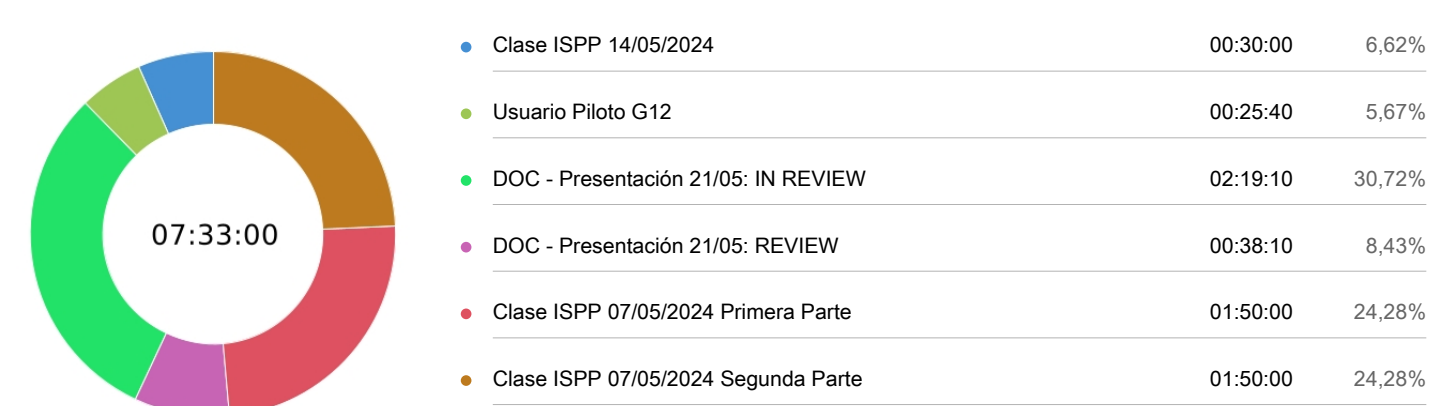 07:33:00
Clase ISPP 14/05/2024 00:30:00 6,62%
Usuario Piloto G12 00:25:40 5,67%
DOC - Presentación 21/05: IN REVIEW 02:19:10 30,72%
DOC - Presentación 21/05: REVIEW 00:38:10 8,43%
Clase ISPP 07/05/2024 Primera Parte 01:50:00 24,28%
Clase ISPP 07/05/2024 Segunda Parte 01:50:00 24,28%